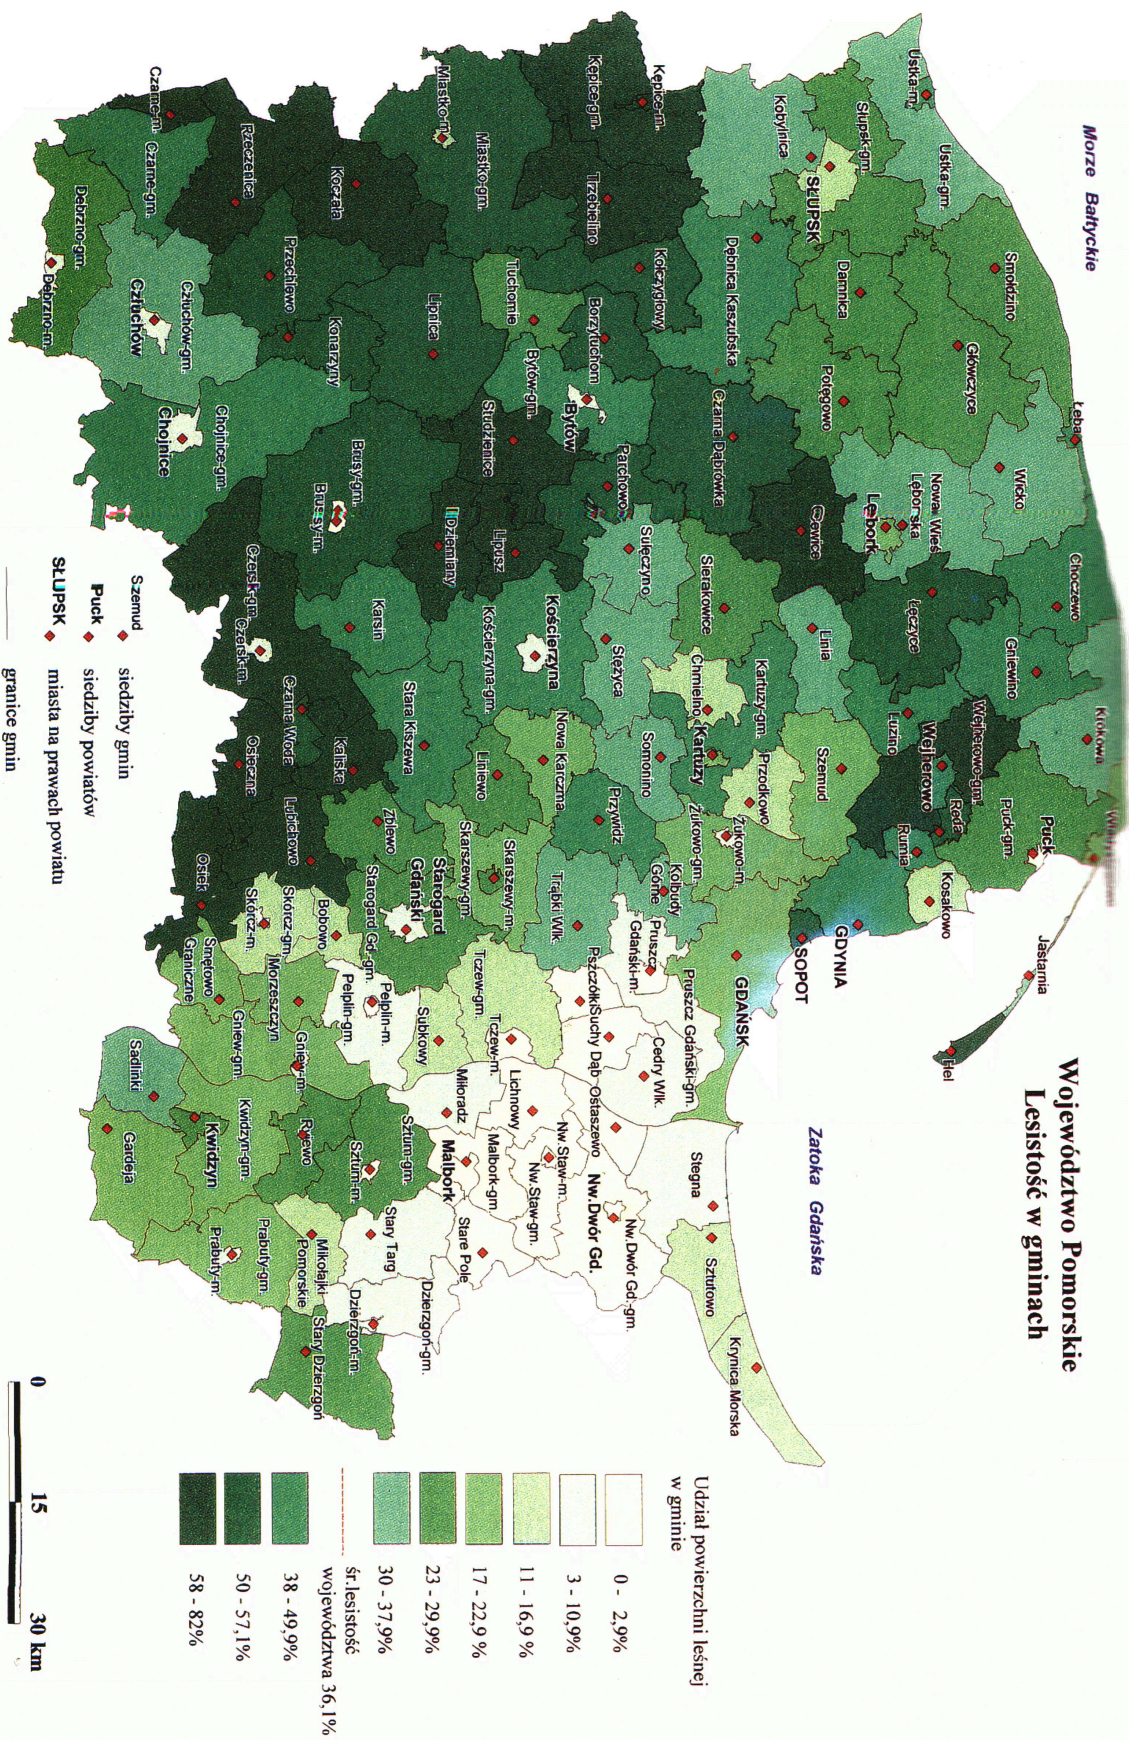 Województwo Pomorskie
Lesistość w gminach
Morze Bałtyckie
Zatoka Gdańska
Ustka-m.
Ustka-gm.
Słupsk-gm.
SŁUPSK
Kobylnica
Smołdzino
Główczyce
Damnica
Potęgowo
Dębnica Kaszubska
Łeba
Wicko
Nowa Wieś
Lęborska
Lębork
Cewice
Choczewo
Gniewino
Łęczyce
Krokowa
Wejherowo-gm.
Wejherowo
Luzino
Reda
Rumia
Puck-gm.
Puck
Kosakowo
Jastarnia
Hel
GDYNIA
SOPOT
GDAŃSK
Linia
Szemud
Sierakowice
Kartuzy-gm.
Kartuzy
Chmielno
Przodkowo
Żukowo-gm.
Żukowo-m.
Sulęczyno
Stężyca
Somonino
Przywidz
Kolbudy
Górne
Pruszcz
Gdański-m.
Pruszcz Gdański-gm.
Trąbki Wlk.
Pszczółki
Suchy Dąb
Cedry Wlk.
Ostaszewo
Stegna
Sztutowo
Krynica Morska
Nw.Dwór Gd.
Nw.Dwór Gd.-gm.
Kępice-m.
Kępice-gm.
Trzebielino
Kołczygłowy
Borzytuchom
Tuchomie
Bytów-gm.
Bytów
Czarna Dąbrówka
Parchowo
Studzienice
Lipnica
Miastko-m.
Miastko-gm.
Koczała
Rzeczenica
Przechlewo
Konarzyny
Czarne-m.
Czarne-gm.
Debrzno-gm.
Debrzno-m.
Człuchów-gm.
Człuchów
Chojnice-gm.
Chojnice
Brusy-gm.
Brusy-m.
Czersk-gm.
Czersk-m.
Lipusz
Dziemiany
Karsin
Kościerzyna
Kościerzyna-gm.
Stara Kiszewa
Nowa Karczma
Liniewo
Skarszewy-m.
Skarszewy-gm.
Zblewo
Kaliska
Czarna Woda
Osieczna
Lubichowo
Osiek
Starogard
Gdański
Starogard Gd.-gm.
Bobowo
Skórcz-gm.
Skórcz-m.
Smętowo
Graniczne
Tczew-gm.
Tczew-m.
Subkowy
Pelplin-m.
Pelplin-gm.
Morzeszczyn
Gniew-gm.
Gniew-m.
Lichnowy
Miłoradz
Nw.Staw-m.
Nw.Staw-gm.
Malbork-gm.
Malbork
Stare Pole
Sztum-gm.
Sztum-m.
Stary Targ
Dzierzgoń-gm.
Dzierzgoń-m.
Mikołajki
Pomorskie
Stary Dzierzgoń
Ryjewo
Kwidzyn-gm.
Kwidzyn
Sadlinki
Gardeja
Prabuty-gm.
Prabuty-m.
Szemud siedziby gmin
Puck siedziby powiatów
SŁUPSK miasta na prawach powiatu
granice gmin
Udział powierzchni leśnej
w gminie
0 - 2,9%
3 - 10,9%
11 - 16,9 %
17 - 22,9 %
23 - 29,9%
30 - 37,9%
śr.lesistość
województwa 36,1%
38 - 49,9%
50 - 57,1%
58 - 82%
0 15 30 km